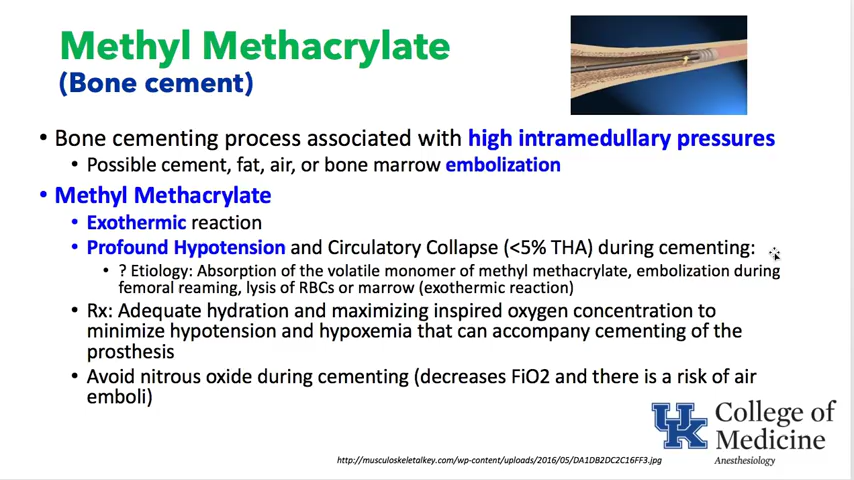 Methyl Methacrylate
(Bone cement)
• Bone cementing process associated with high intramedullary pressures
• Possible cement, fat, air, or bone marrow embolization
• Methyl Methacrylate
• Exothermic reaction
• Profound Hypotension and Circulatory Collapse (<5% THA) during cementing:
• ? Etiology: Absorption of the volatile monomer of methyl methacrylate, embolization during
femoral reaming, lysis of RBCs or marrow (exothermic reaction)
• Rx: Adequate hydration and maximizing inspired oxygen concentration to
minimize hypotension and hypoxemia that can accompany cementing of the
prosthesis
• Avoid nitrous oxide during cementing (decreases FiO2 and there is a risk of air
emboli)
UK College of
Medicine
Anesthesiology
http://musculoskeletalkey.com/wp-content/uploads/2016/05/DA1DB2DC2C16FF3.jpg